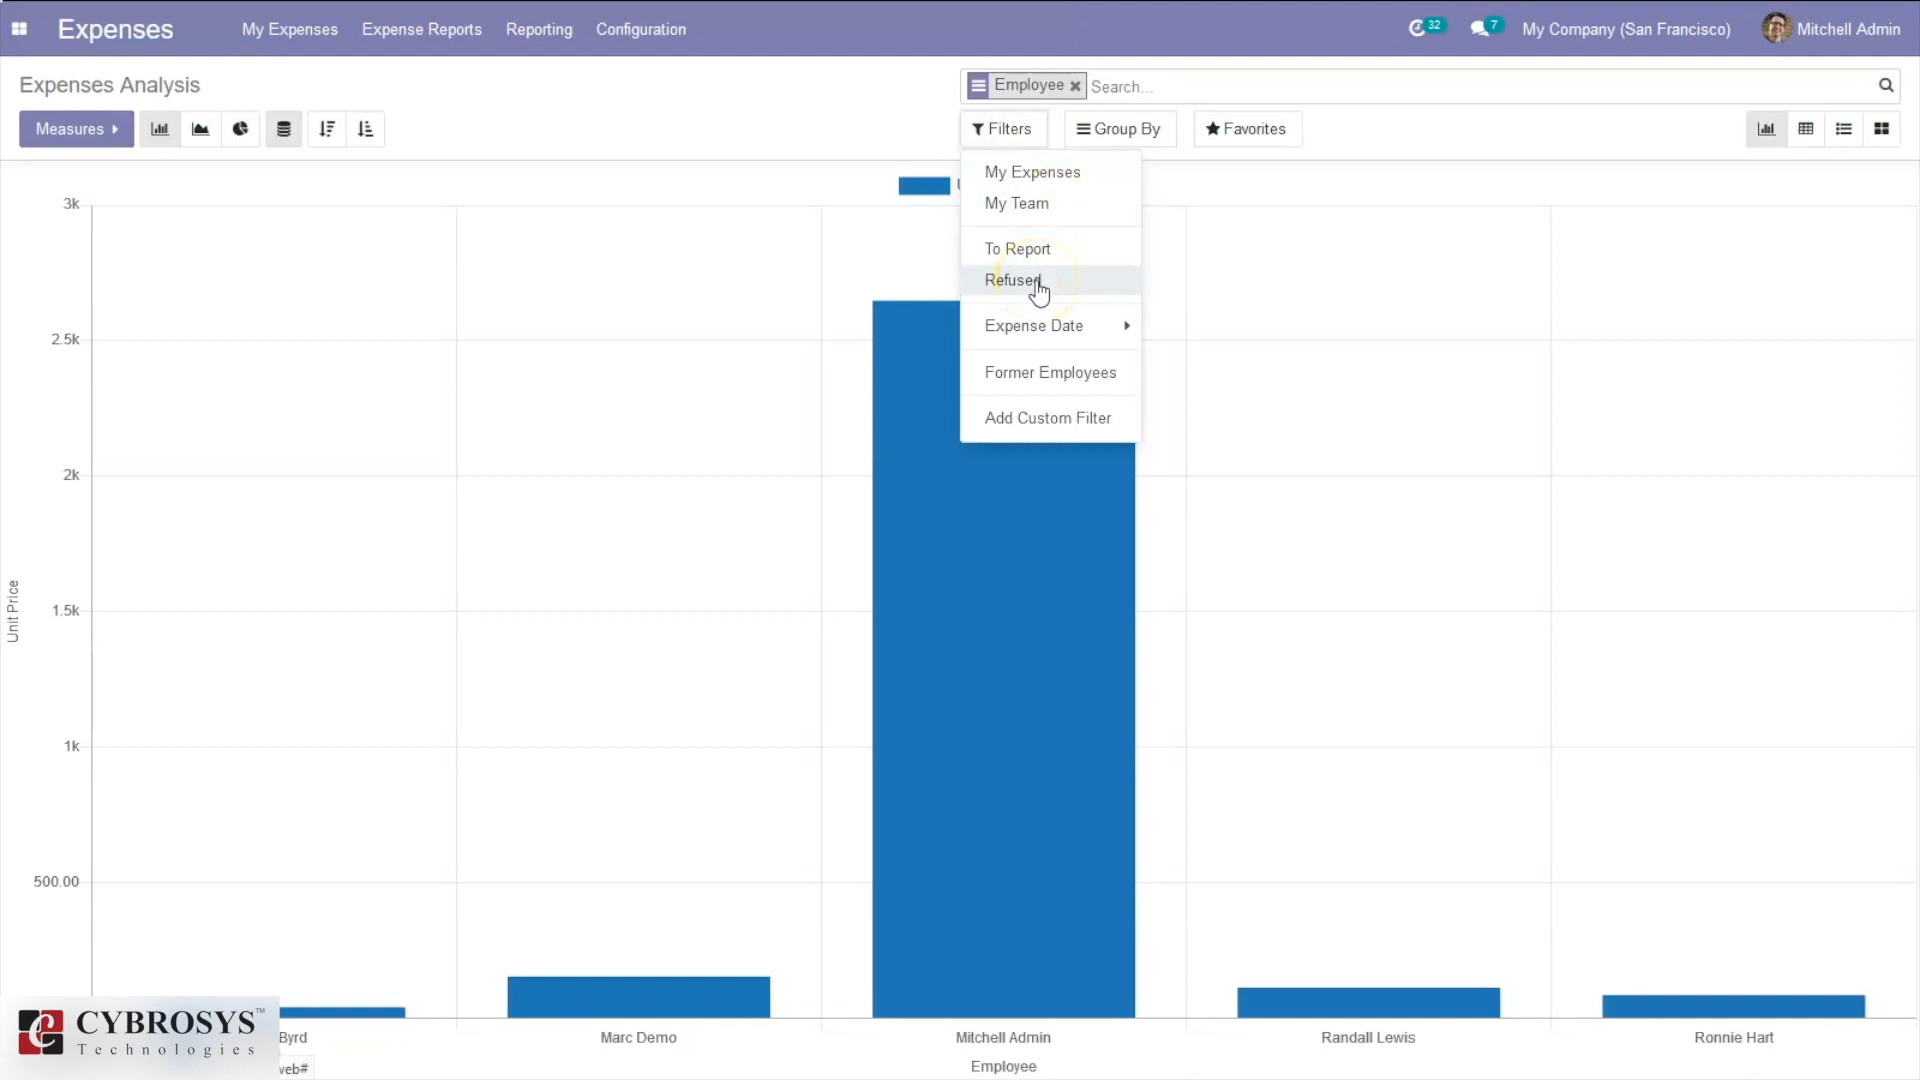 Expenses
My Expenses
Expense Reports
Reporting
Configuration
32
7
My Company (San Francisco)
Mitchell Admin
Expenses Analysis
Employee
Search...
Measures
Filters
Group By
Favorites
My Expenses
My Team
To Report
Refused
Expense Date
Former Employees
Add Custom Filter
3k
2.5k
2k
1.5k
1k
500.00
Unit Price
Byrd
Marc Demo
Mitchell Admin
Randall Lewis
Ronnie Hart
Employee
CYBROSYS™
Technologies
web#